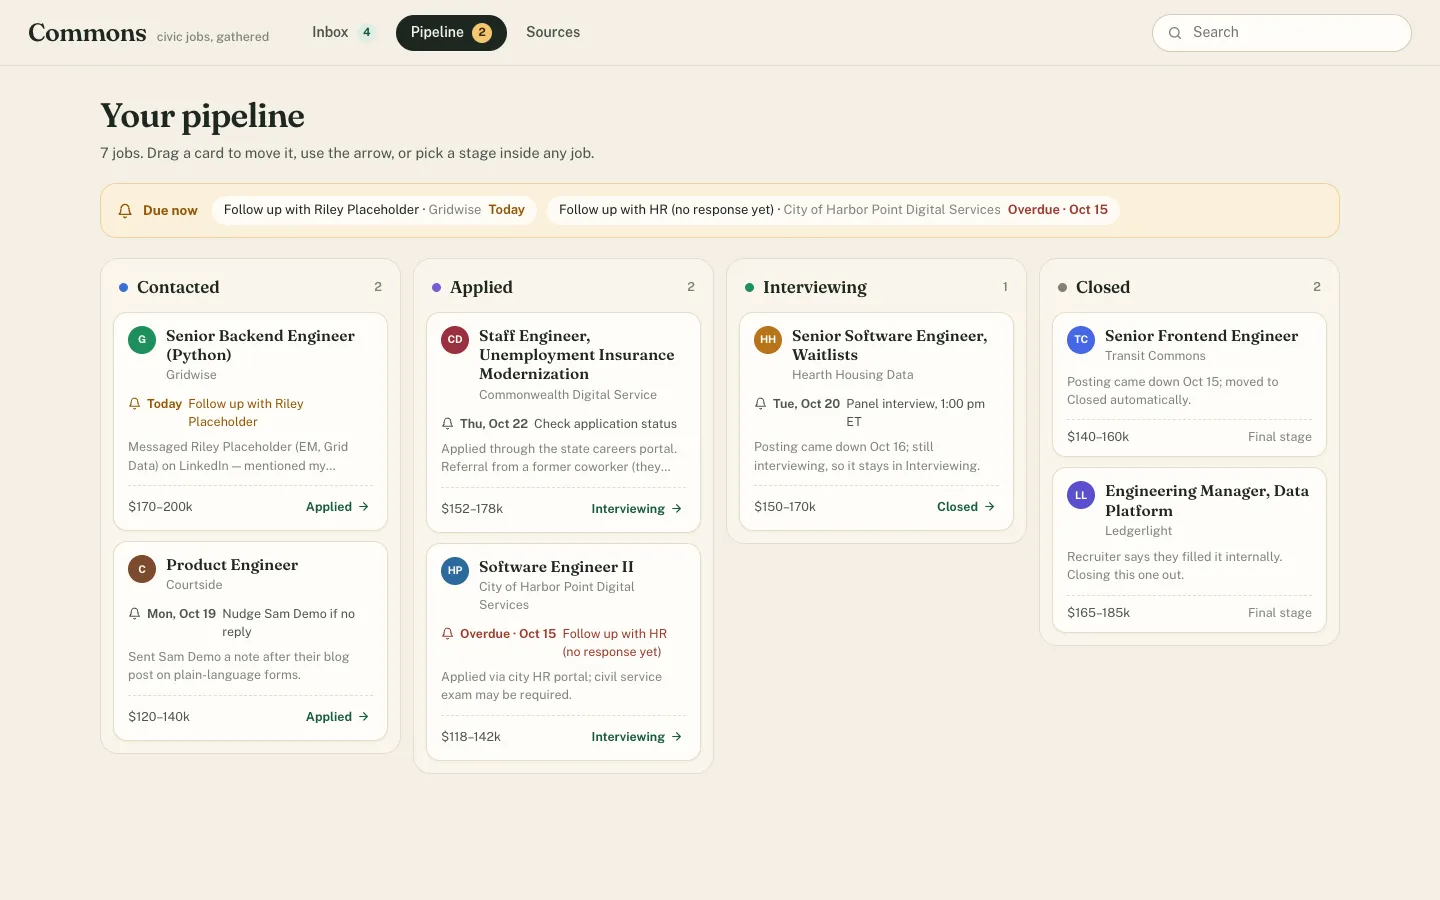 Commons civic jobs, gathered Inbox 4 Pipeline 2 Sources Search
Your pipeline
7 jobs. Drag a card to move it, use the arrow, or pick a stage inside any job.
Due now Follow up with Riley Placeholder · Gridwise Today Follow up with HR (no response yet) · City of Harbor Point Digital Services Overdue · Oct 15
Contacted 2
G
Senior Backend Engineer
(Python)
Gridwise
Today Follow up with Riley
Placeholder
Messaged Riley Placeholder (EM, Grid
Data) on LinkedIn — mentioned my...
$170–200k Applied →
C
Product Engineer
Courtside
Mon, Oct 19 Nudge Sam Demo if no
reply
Sent Sam Demo a note after their blog
post on plain-language forms.
$120–140k Applied →
Applied 2
CD
Staff Engineer,
Unemployment Insurance
Modernization
Commonwealth Digital Service
Thu, Oct 22 Check application status
Applied through the state careers portal.
Referral from a former coworker (they...
$152–178k Interviewing →
HP
Software Engineer II
City of Harbor Point Digital
Services
Overdue · Oct 15 Follow up with HR
(no response yet)
Applied via city HR portal; civil service
exam may be required.
$118–142k Interviewing →
Interviewing 1
HH
Senior Software Engineer,
Waitlists
Hearth Housing Data
Tue, Oct 20 Panel interview, 1:00 pm
ET
Posting came down Oct 16; still
interviewing, so it stays in Interviewing.
$150–170k Closed →
Closed 2
TC
Senior Frontend Engineer
Transit Commons
Posting came down Oct 15; moved to
Closed automatically.
$140–160k Final stage
LL
Engineering Manager, Data
Platform
Ledgerlight
Recruiter says they filled it internally.
Closing this one out.
$165–185k Final stage